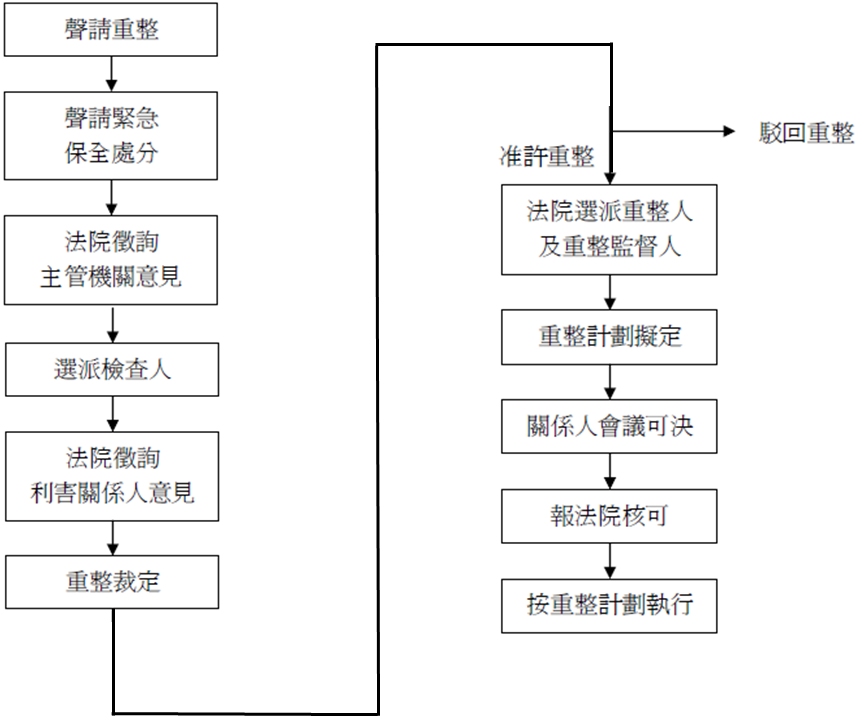 聲請重整
聲請緊急
保全處分
法院徵詢
主管機關意見
選派檢查人
法院徵詢
利害關係人意見
重整裁定
駁回重整
准許重整
法院選派重整人
及重整監督人
重整計劃擬定
關係人會議可決
報法院核可
按重整計劃執行